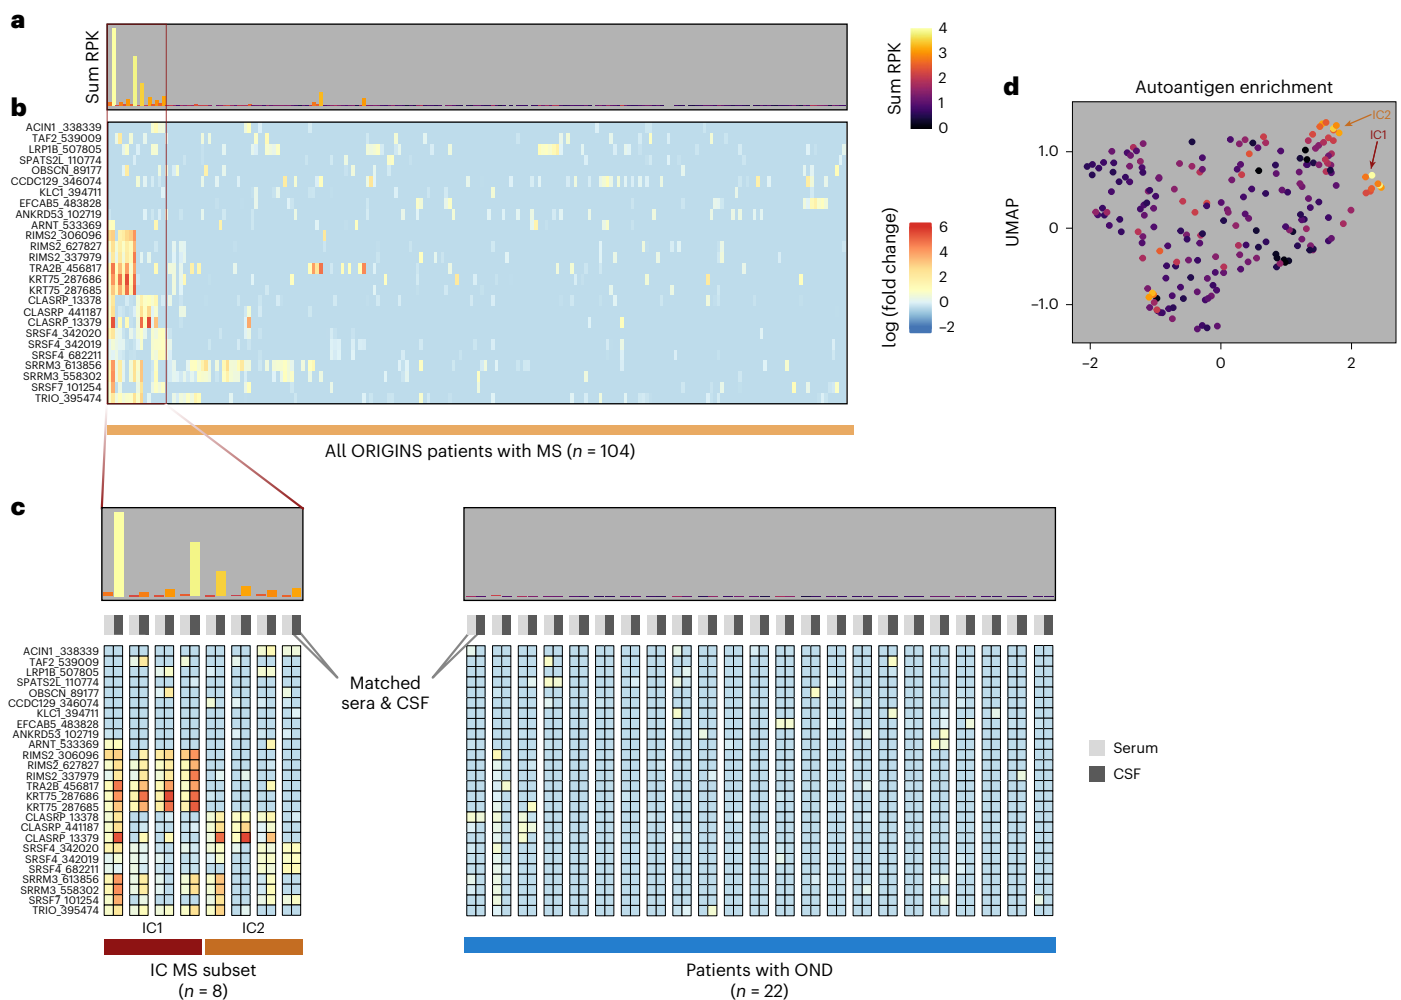 a
Sum RPK
b
ACIN1_338339
TAF2_539009
LRP1B_507805
SPATS2L_110774
OBSCN_89177
CCDC129_346074
KLC1_394711
EFCAB5_483828
ANKRD53_102719
ARNT_533369
RIMS2_306096
RIMS2_627827
RIMS2_337979
TRA2B_456817
KRT75_287686
KRT75_287685
CLASRP_13378
CLASRP_441187
CLASRP_13379
SRSF4_342020
SRSF4_342019
SRSF4_682211
SRRM3_613856
SRRM3_558302
SRSF7_101254
TRIO_395474
All ORIGINS patients with MS (n = 104)
Sum RPK
4
3
2
1
0
log (fold change)
6
4
2
0
–2
d
Autoantigen enrichment
UMAP
1.0
0
–1.0
–2
0
2
IC2
IC1
c
Matched
sera & CSF
ACIN1_338339
TAF2_539009
LRP1B_507805
SPATS2L_110774
OBSCN_89177
CCDC129_346074
KLC1_394711
EFCAB5_483828
ANKRD53_102719
ARNT_533369
RIMS2_306096
RIMS2_627827
RIMS2_337979
TRA2B_456817
KRT75_287686
KRT75_287685
CLASRP_13378
CLASRP_441187
CLASRP_13379
SRSF4_342020
SRSF4_342019
SRSF4_682211
SRRM3_613856
SRRM3_558302
SRSF7_101254
TRIO_395474
IC1
IC2
IC MS subset
(n = 8)
Patients with OND
(n = 22)
Serum
CSF